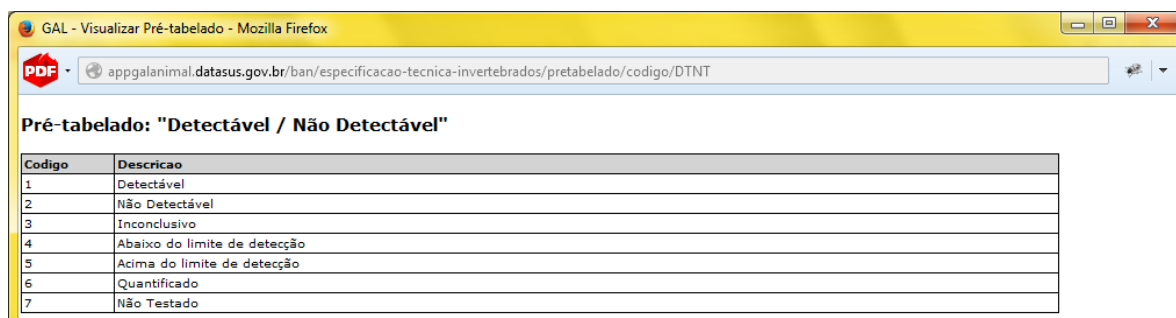 GAL - Visualizar Pré-tabelado - Mozilla Firefox
PDF appgalanimal.datasus.gov.br/ban/especificacao-tecnica-invertebrados/pretabelado/codigo/DTNT
Pré-tabelado: "Detectável / Não Detectável"
Codigo Descricao
1 Detectável
2 Não Detectável
3 Inconclusivo
4 Abaixo do limite de detecção
5 Acima do limite de detecção
6 Quantificado
7 Não Testado